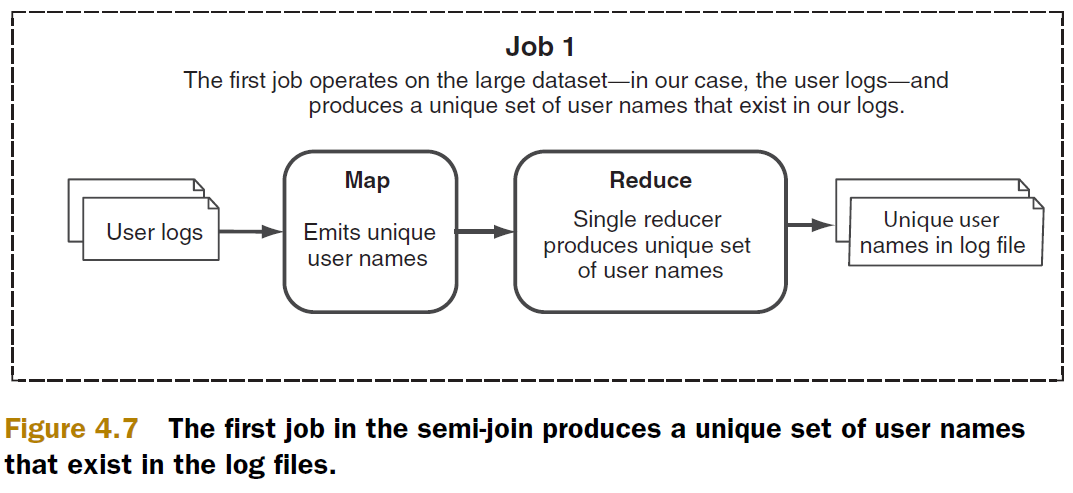 Job 1
The first job operates on the large dataset—in our case, the user logs—and
produces a unique set of user names that exist in our logs.
User logs
Map
Emits unique
user names
Reduce
Single reducer
produces unique set
of user names
Unique user
names in log file
Figure 4.7 The first job in the semi-join produces a unique set of user names
that exist in the log files.